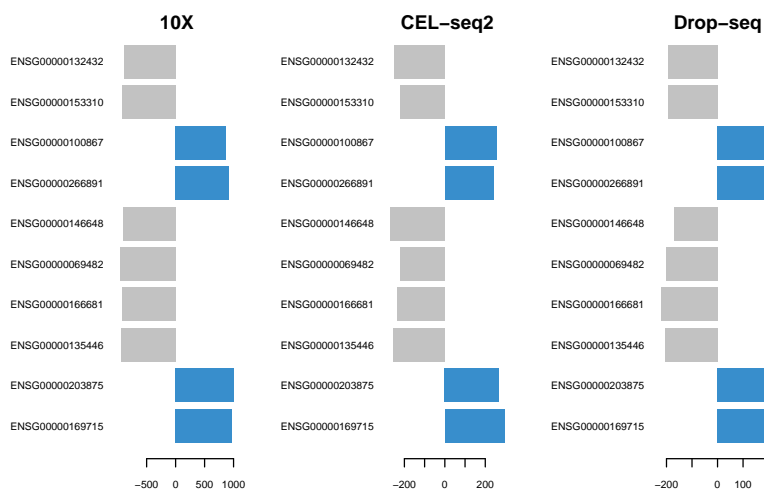 10X CEL−seq2 Drop−seq
ENSG00000132432 ENSG00000132432 ENSG00000132432
ENSG00000153310 ENSG00000153310 ENSG00000153310
ENSG00000100867 ENSG00000100867 ENSG00000100867
ENSG00000266891 ENSG00000266891 ENSG00000266891
ENSG00000146648 ENSG00000146648 ENSG00000146648
ENSG00000069482 ENSG00000069482 ENSG00000069482
ENSG00000166681 ENSG00000166681 ENSG00000166681
ENSG00000135446 ENSG00000135446 ENSG00000135446
ENSG00000203875 ENSG00000203875 ENSG00000203875
ENSG00000169715 ENSG00000169715 ENSG00000169715
−500 0 500 1000 −200 0 200 −200 0 100